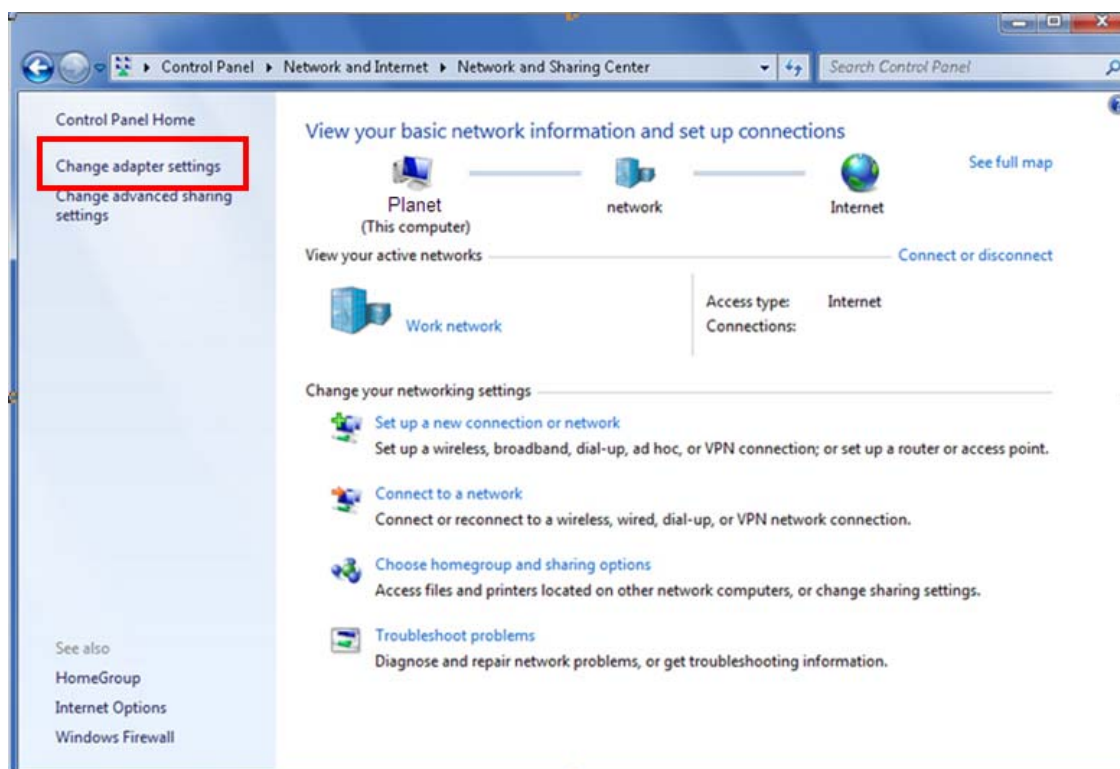 Control Panel ▸ Network and Internet ▸ Network and Sharing Center
Search Control Panel
Control Panel Home
Change adapter settings
Change advanced sharing
settings
See also
HomeGroup
Internet Options
Windows Firewall
View your basic network information and set up connections
See full map
Planet
(This computer)
network
Internet
View your active networks
Connect or disconnect
Work network
Access type: Internet
Connections:
Change your networking settings
Set up a new connection or network
Set up a wireless, broadband, dial-up, ad hoc, or VPN connection; or set up a router or access point.
Connect to a network
Connect or reconnect to a wireless, wired, dial-up, or VPN network connection.
Choose homegroup and sharing options
Access files and printers located on other network computers, or change sharing settings.
Troubleshoot problems
Diagnose and repair network problems, or get troubleshooting information.